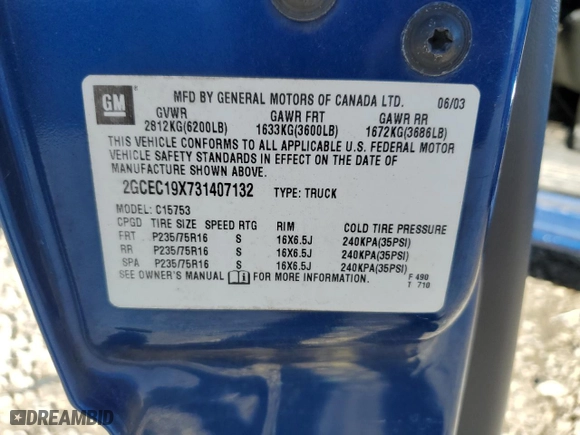 GM
MFD BY GENERAL MOTORS OF CANADA LTD. 06/03
GVWR GAWR FRT GAWR RR
2812KG(6200LB) 1633KG(3600LB) 1672KG(3686LB)
THIS VEHICLE CONFORMS TO ALL APPLICABLE U.S. FEDERAL MOTOR
VEHICLE SAFETY STANDARDS IN EFFECT ON THE DATE OF
MANUFACTURE SHOWN ABOVE.
2GCEC19X731407132 TYPE: TRUCK
MODEL: C15753
CPGD TIRE SIZE SPEED RTG RIM COLD TIRE PRESSURE
FRT P235/75R16 S 16X6.5J 240KPA(35PSI)
RR P235/75R16 S 16X6.5J 240KPA(35PSI)
SPA P235/75R16 S 16X6.5J 240KPA(35PSI)
SEE OWNER'S MANUAL FOR MORE INFORMATION.
F 490
T 710
DREAMBID